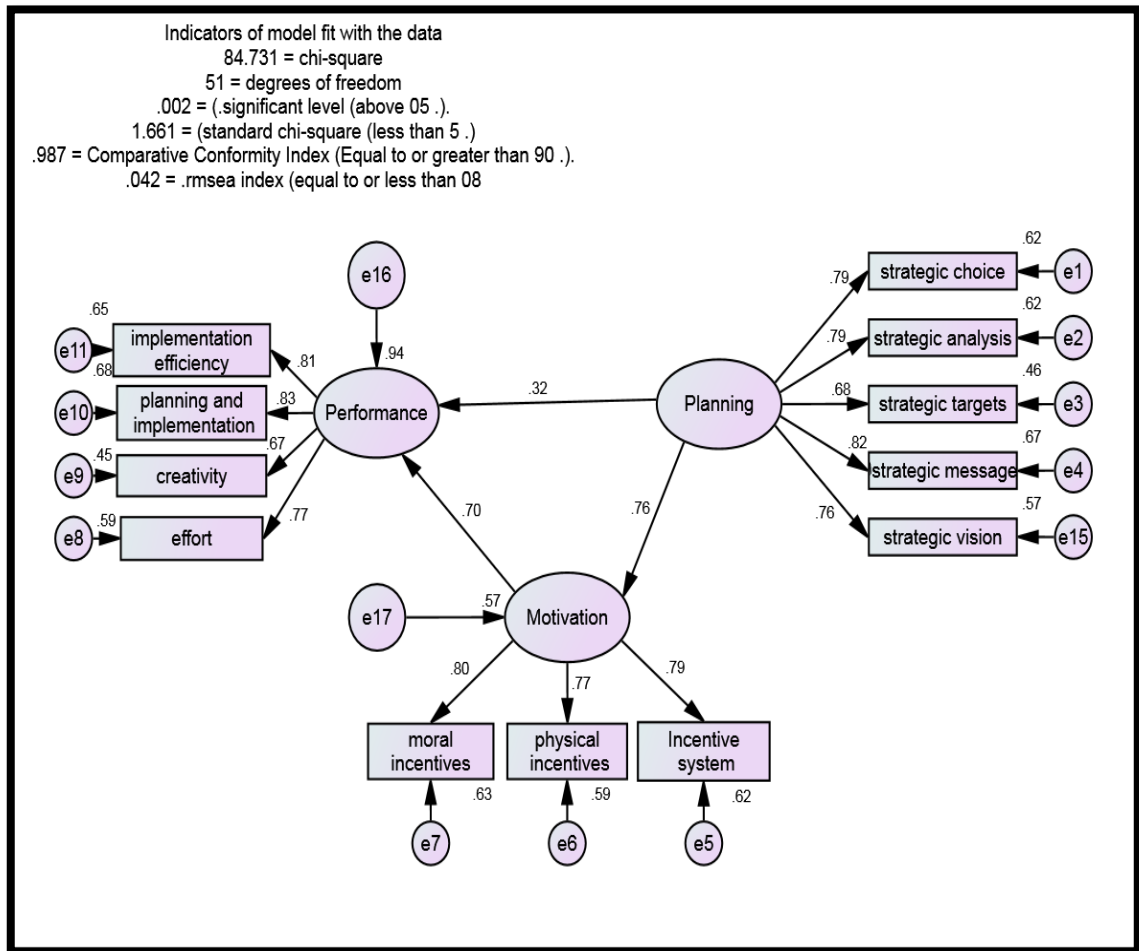 Indicators of model fit with the data
84.731 = chi-square
51 = degrees of freedom
.002 = (.significant level (above 05 .).
1.661 = (standard chi-square (less than 5 .)
.987 = Comparative Conformity Index (Equal to or greater than 90 .).
.042 = .rmsea index (equal to or less than 08
e16
.94
.65
e11
implementation
efficiency
.81
.68
e10
planning and
implementation
.83
Performance
.45
e9
creativity
.67
.59
e8
effort
.77
.32
Planning
.79
strategic choice
.62
e1
.79
strategic analysis
.62
e2
.68
strategic targets
.46
e3
.82
strategic message
.67
e4
.76
strategic vision
.57
e15
.70
.76
e17
.57
Motivation
.80
.77
.79
moral
incentives
.63
e7
physical
incentives
.59
e6
Incentive
system
.62
e5